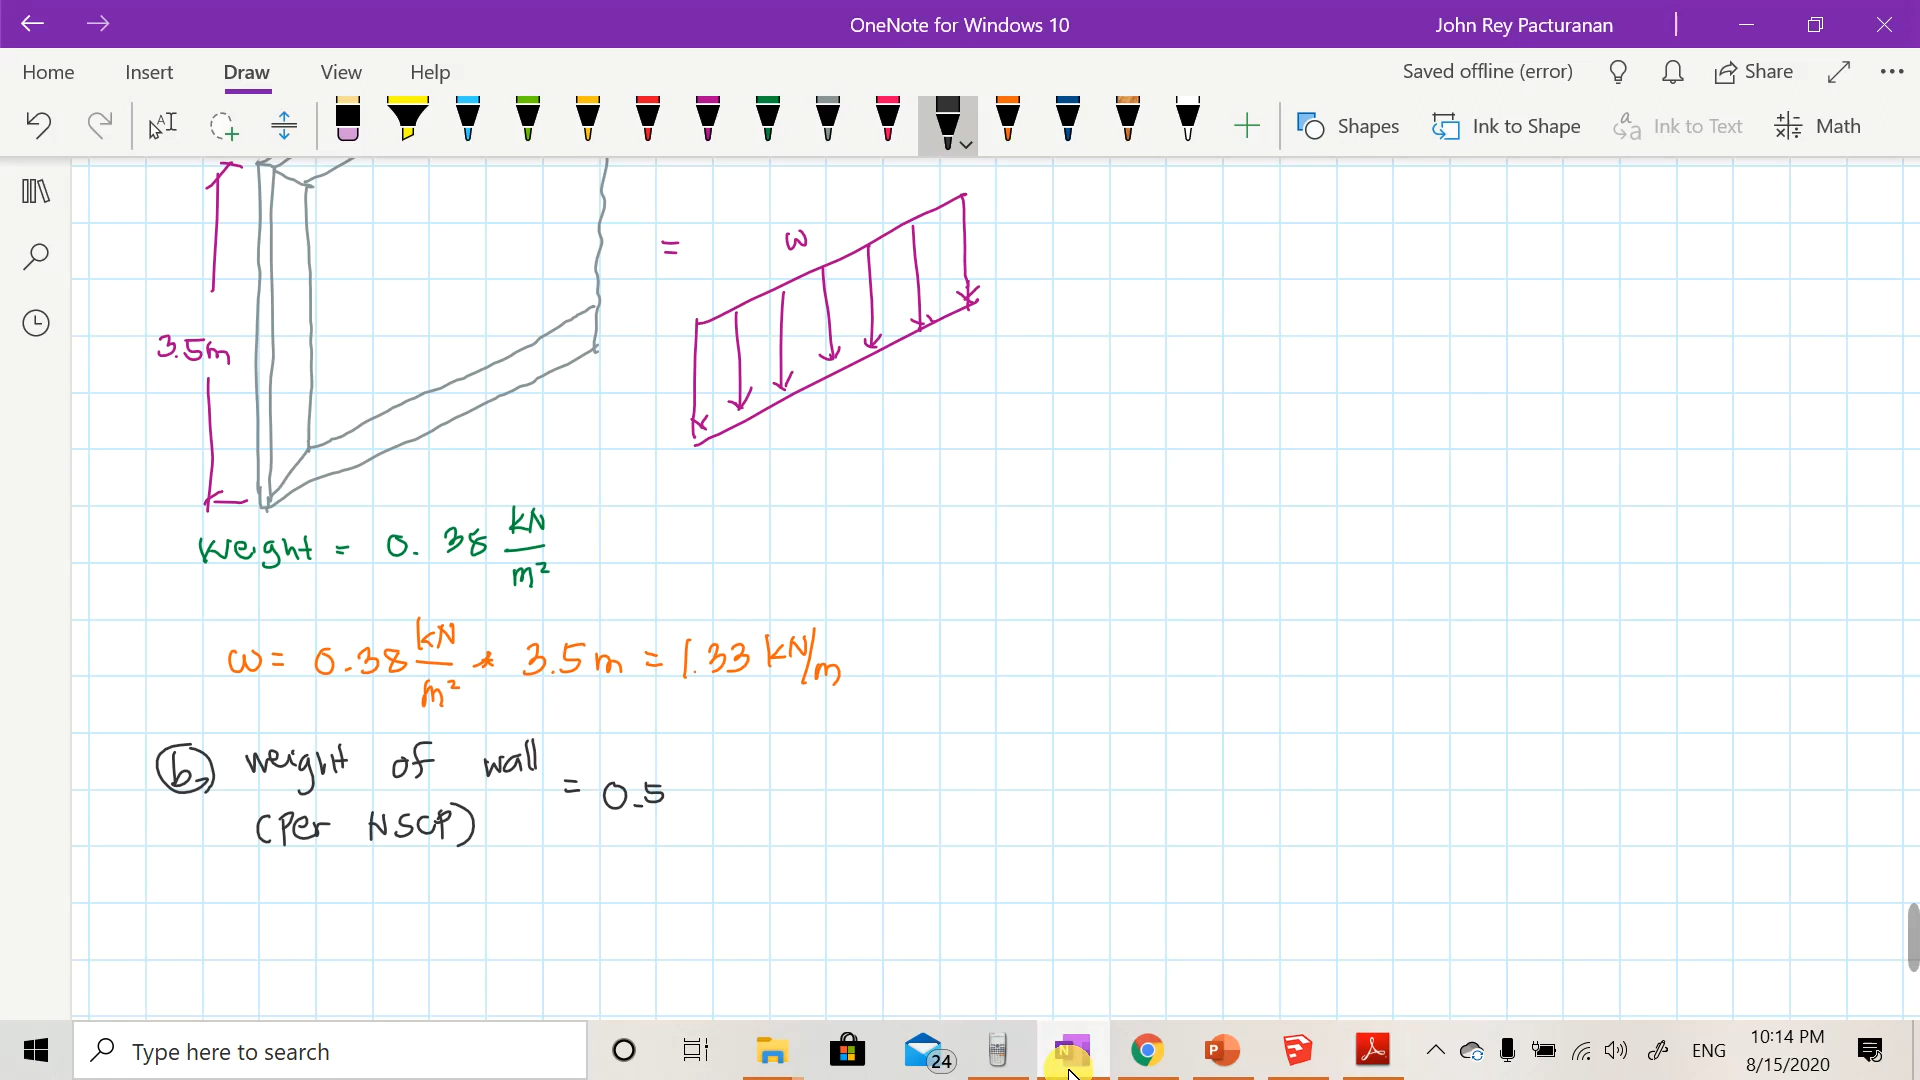 OneNote for Windows 10
John Rey Pacturanan
Home Insert Draw View Help
Saved offline (error)
Share
Shapes
Ink to Shape
Ink to Text
Math
= ω
3.5m
Weight = 0.38 kN/m²
ω = 0.38 kN/m² * 3.5m = 1.33 kN/m
b. weight of wall
(Per NSCP)
= 0.5
Type here to search
24
ENG
10:14 PM
8/15/2020